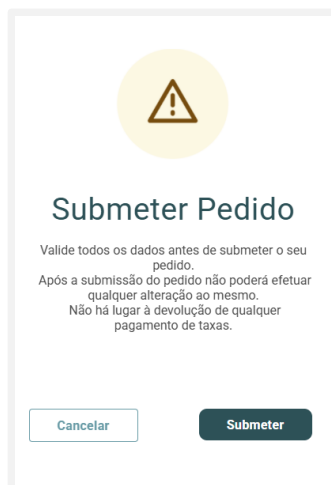 Submeter Pedido
Valide todos os dados antes de submeter o seu
pedido.
Após a submissão do pedido não poderá efetuar
qualquer alteração ao mesmo.
Não há lugar à devolução de qualquer
pagamento de taxas.
Cancelar
Submeter